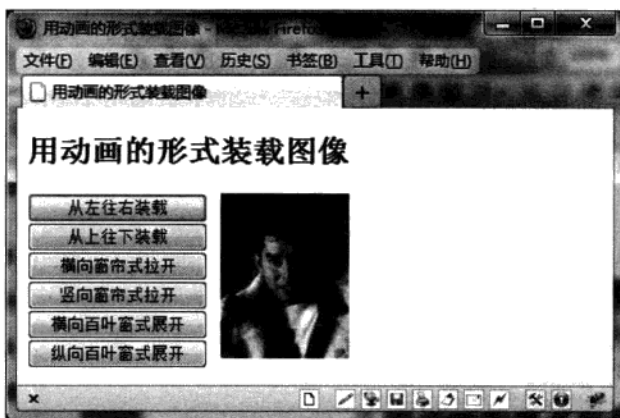 用动画的形式装载图像 -
文件(F) 编辑(E) 查看(V) 历史(S) 书签(B) 工具(T) 帮助(H)
用动画的形式装载图像
用动画的形式装载图像
从左往右装载
从上往下装载
横向窗帘式拉开
竖向窗帘式拉开
横向百叶窗式展开
纵向百叶窗式展开